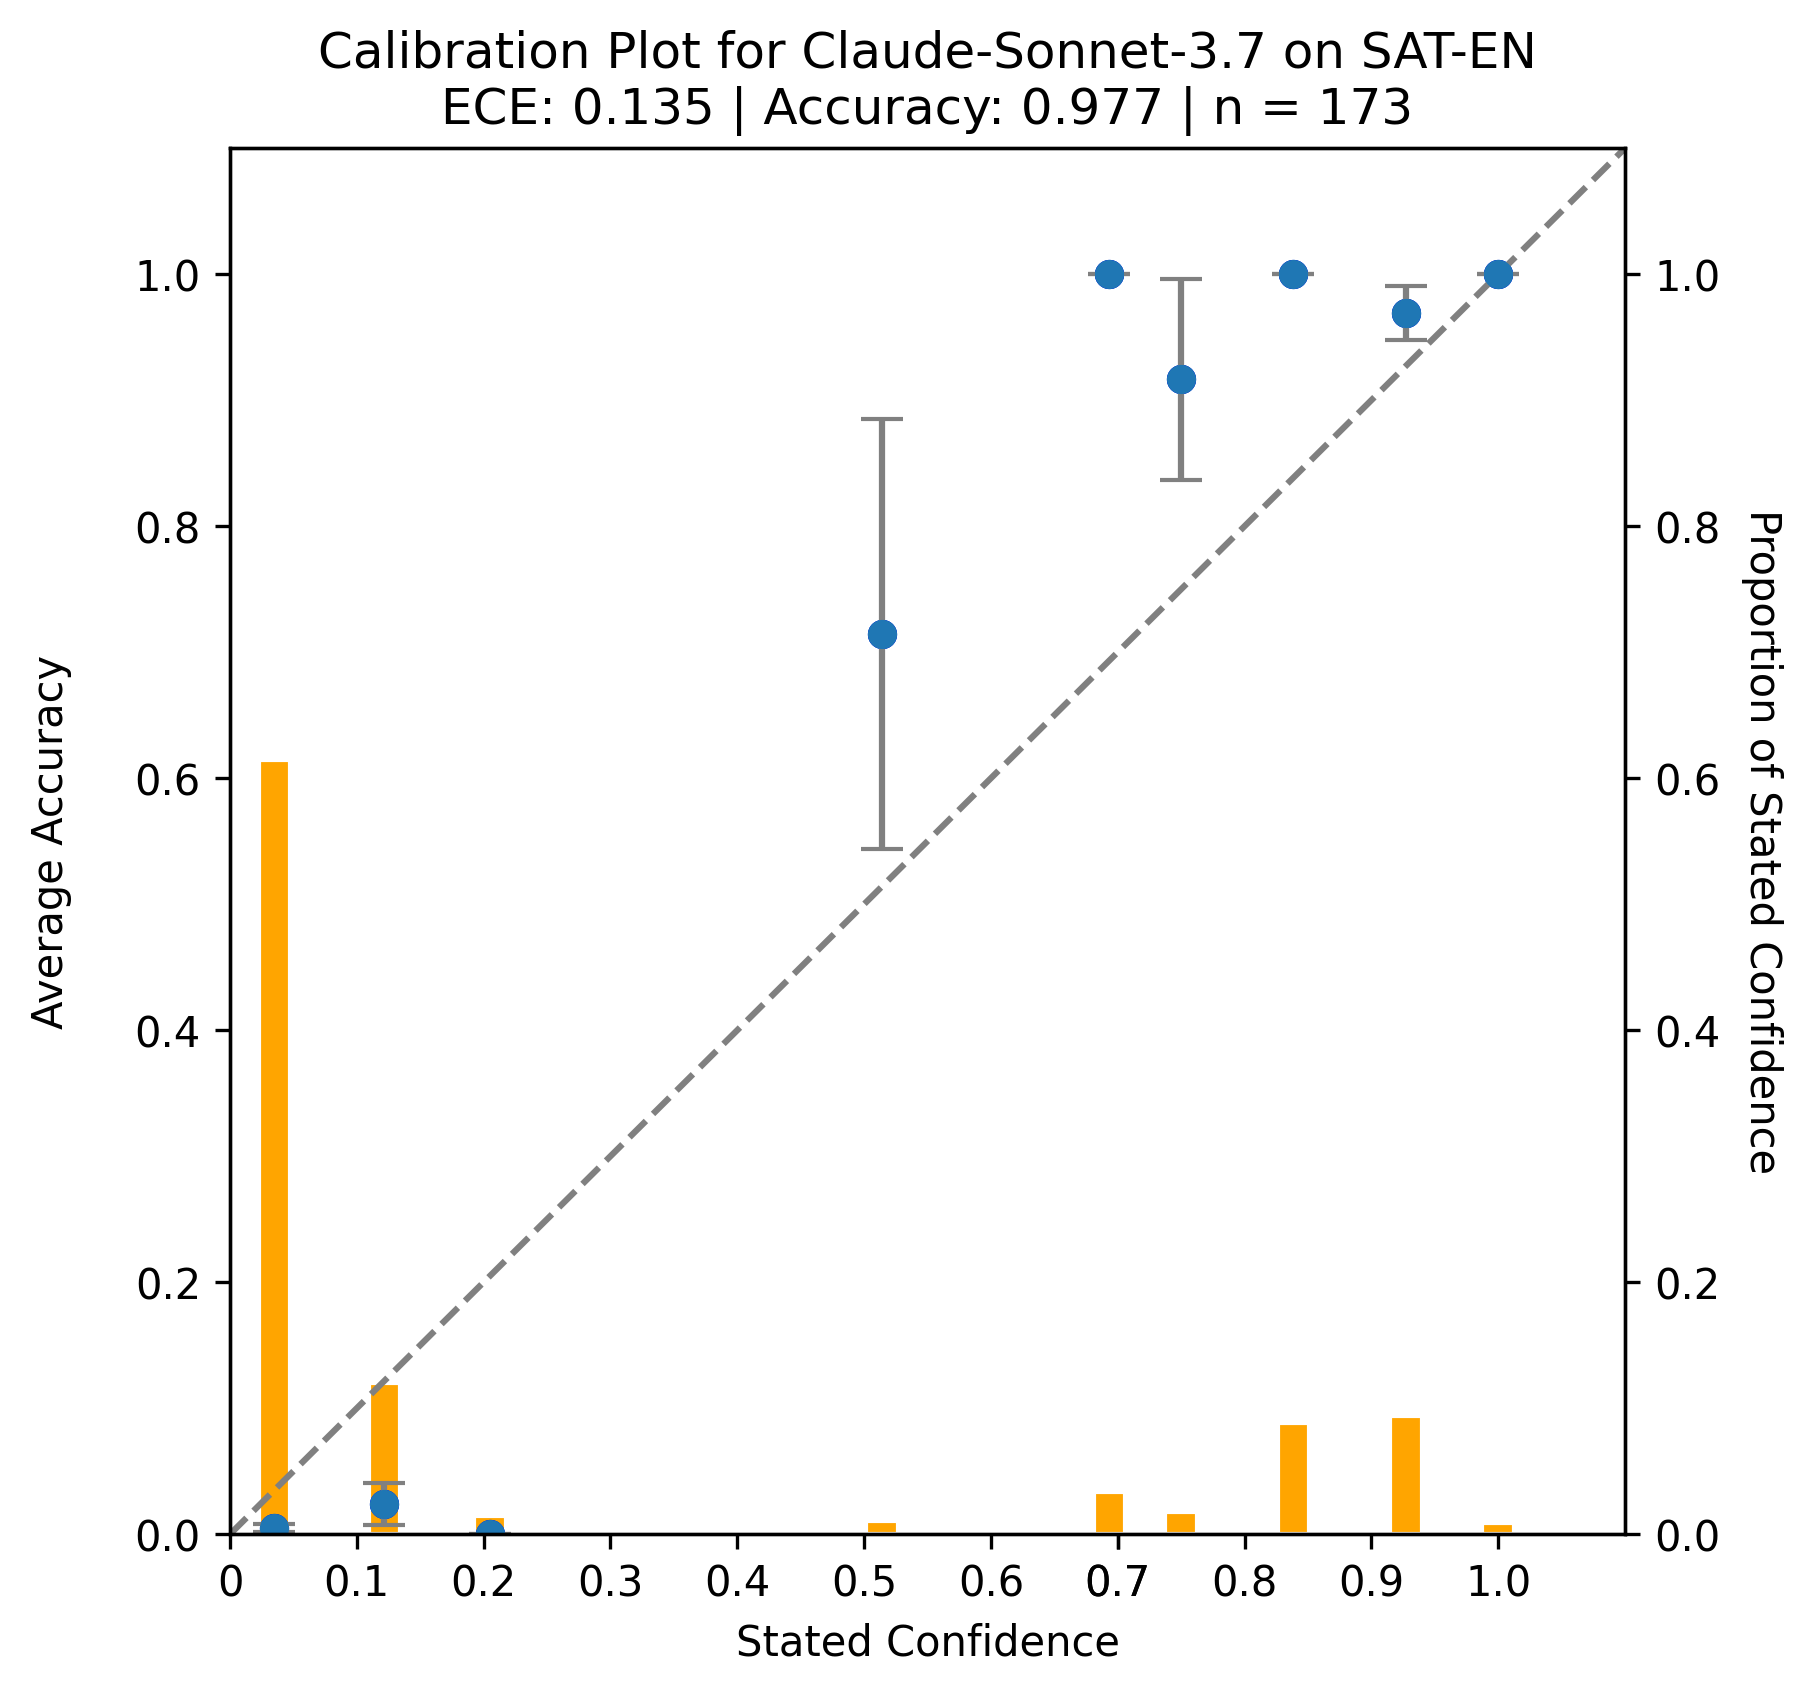 Calibration Plot for Claude-Sonnet-3.7 on SAT-EN
ECE: 0.135 | Accuracy: 0.977 | n = 173
Average Accuracy
1.0
0.8
0.6
0.4
0.2
0.0
0 0.1 0.2 0.3 0.4 0.5 0.6 0.7 0.8 0.9 1.0
Stated Confidence
1.0
0.8
0.6
0.4
0.2
0.0
Proportion of Stated Confidence